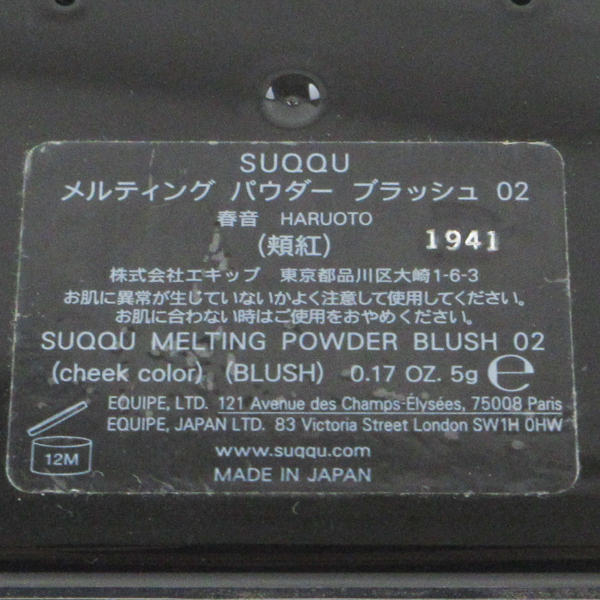 SUQQU
メルティング パウダー ブラッシュ 02
春音 HARUOTO
(頬紅) 1941
株式会社エキップ 東京都品川区大崎1-6-3
お肌に異常が生じていないかよく注意して使用してください。
お肌に合わない時はご使用をおやめください。
SUQQU MELTING POWDER BLUSH 02
(cheek color) (BLUSH) 0.17 OZ. 5g ℮
EQUIPE, LTD. 121 Avenue des Champs-Élysées, 75008 Paris
EQUIPE, JAPAN LTD. 83 Victoria Street London SW1H 0HW
12M
www.suqqu.com
MADE IN JAPAN